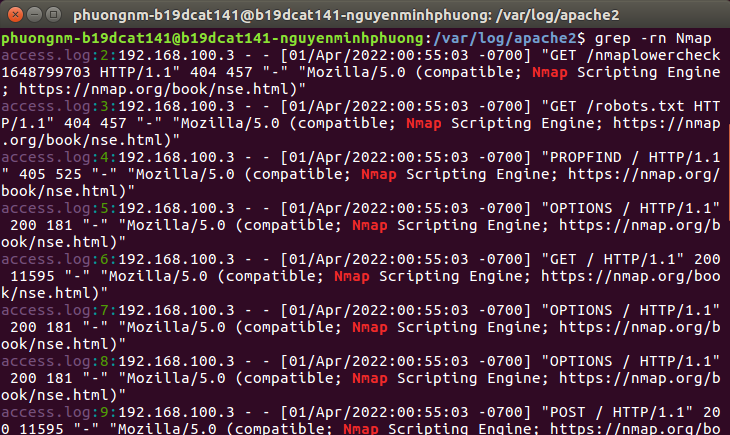 phuongnm-b19dcat141@b19dcat141-nguyenminhphuong: /var/log/apache2
phuongnm-b19dcat141@b19dcat141-nguyenminhphuong:/var/log/apache2$ grep -rn Nmap
access.log:2:192.168.100.3 - - [01/Apr/2022:00:55:03 -0700] "GET /nmaplowercheck
1648799703 HTTP/1.1" 404 457 "-" "Mozilla/5.0 (compatible; Nmap Scripting Engine
; https://nmap.org/book/nse.html)"
access.log:3:192.168.100.3 - - [01/Apr/2022:00:55:03 -0700] "GET /robots.txt HTT
P/1.1" 404 457 "-" "Mozilla/5.0 (compatible; Nmap Scripting Engine; https://nmap
.org/book/nse.html)"
access.log:4:192.168.100.3 - - [01/Apr/2022:00:55:03 -0700] "PROPFIND / HTTP/1.1
" 405 525 "-" "Mozilla/5.0 (compatible; Nmap Scripting Engine; https://nmap.org/
book/nse.html)"
access.log:5:192.168.100.3 - - [01/Apr/2022:00:55:03 -0700] "OPTIONS / HTTP/1.1"
 200 181 "-" "Mozilla/5.0 (compatible; Nmap Scripting Engine; https://nmap.org/b
ook/nse.html)"
access.log:6:192.168.100.3 - - [01/Apr/2022:00:55:03 -0700] "GET / HTTP/1.1" 200
 11595 "-" "Mozilla/5.0 (compatible; Nmap Scripting Engine; https://nmap.org/boo
k/nse.html)"
access.log:7:192.168.100.3 - - [01/Apr/2022:00:55:03 -0700] "OPTIONS / HTTP/1.1"
 200 181 "-" "Mozilla/5.0 (compatible; Nmap Scripting Engine; https://nmap.org/b
ook/nse.html)"
access.log:8:192.168.100.3 - - [01/Apr/2022:00:55:03 -0700] "OPTIONS / HTTP/1.1"
 200 181 "-" "Mozilla/5.0 (compatible; Nmap Scripting Engine; https://nmap.org/b
ook/nse.html)"
access.log:9:192.168.100.3 - - [01/Apr/2022:00:55:03 -0700] "POST / HTTP/1.1" 20
0 11595 "-" "Mozilla/5.0 (compatible; Nmap Scripting Engine; https://nmap.org/bo